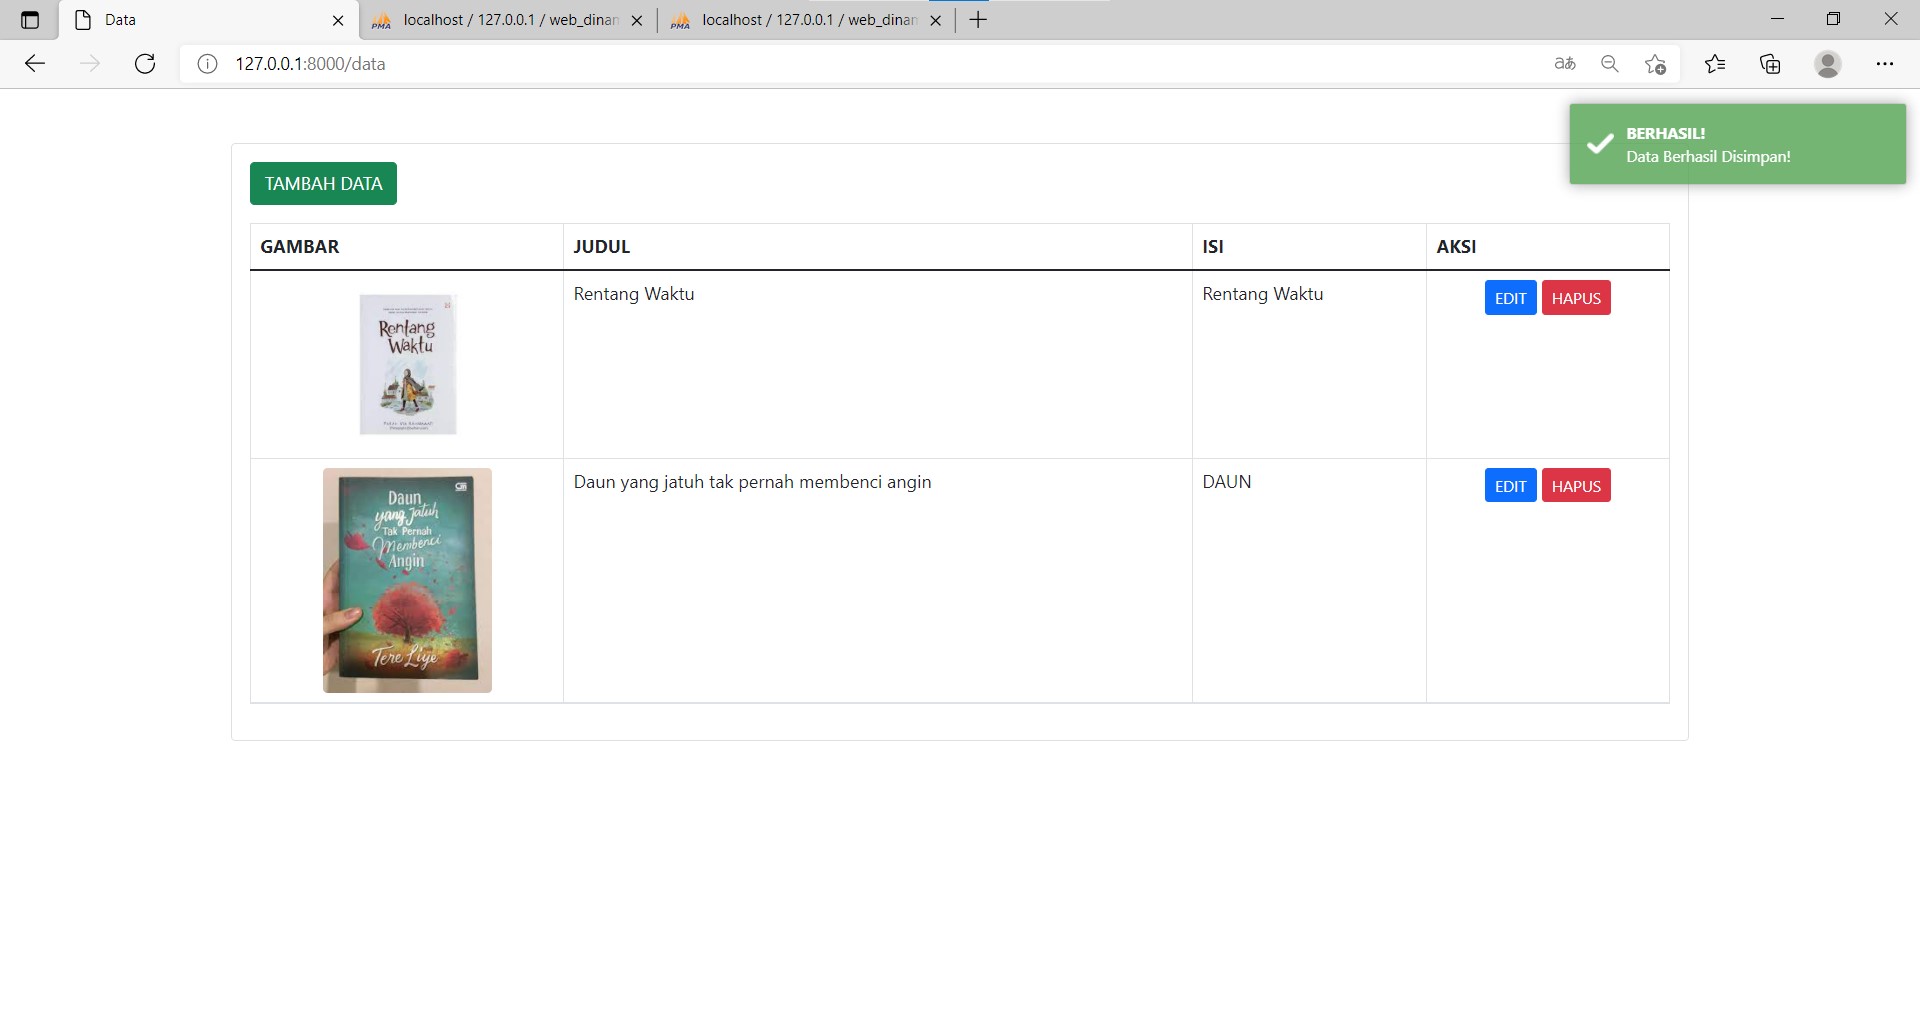 Data
localhost / 127.0.0.1 / web_dinan
localhost / 127.0.0.1 / web_dinan
127.0.0.1:8000/data
BERHASIL!
Data Berhasil Disimpan!
TAMBAH DATA
GAMBAR JUDUL ISI AKSI
Rentang
Waktu
Rentang Waktu Rentang Waktu EDIT HAPUS
Daun
yang Jatuh
Tak Pernah
Membenci
Angin
Tere Liye
Daun yang jatuh tak pernah membenci angin DAUN EDIT HAPUS